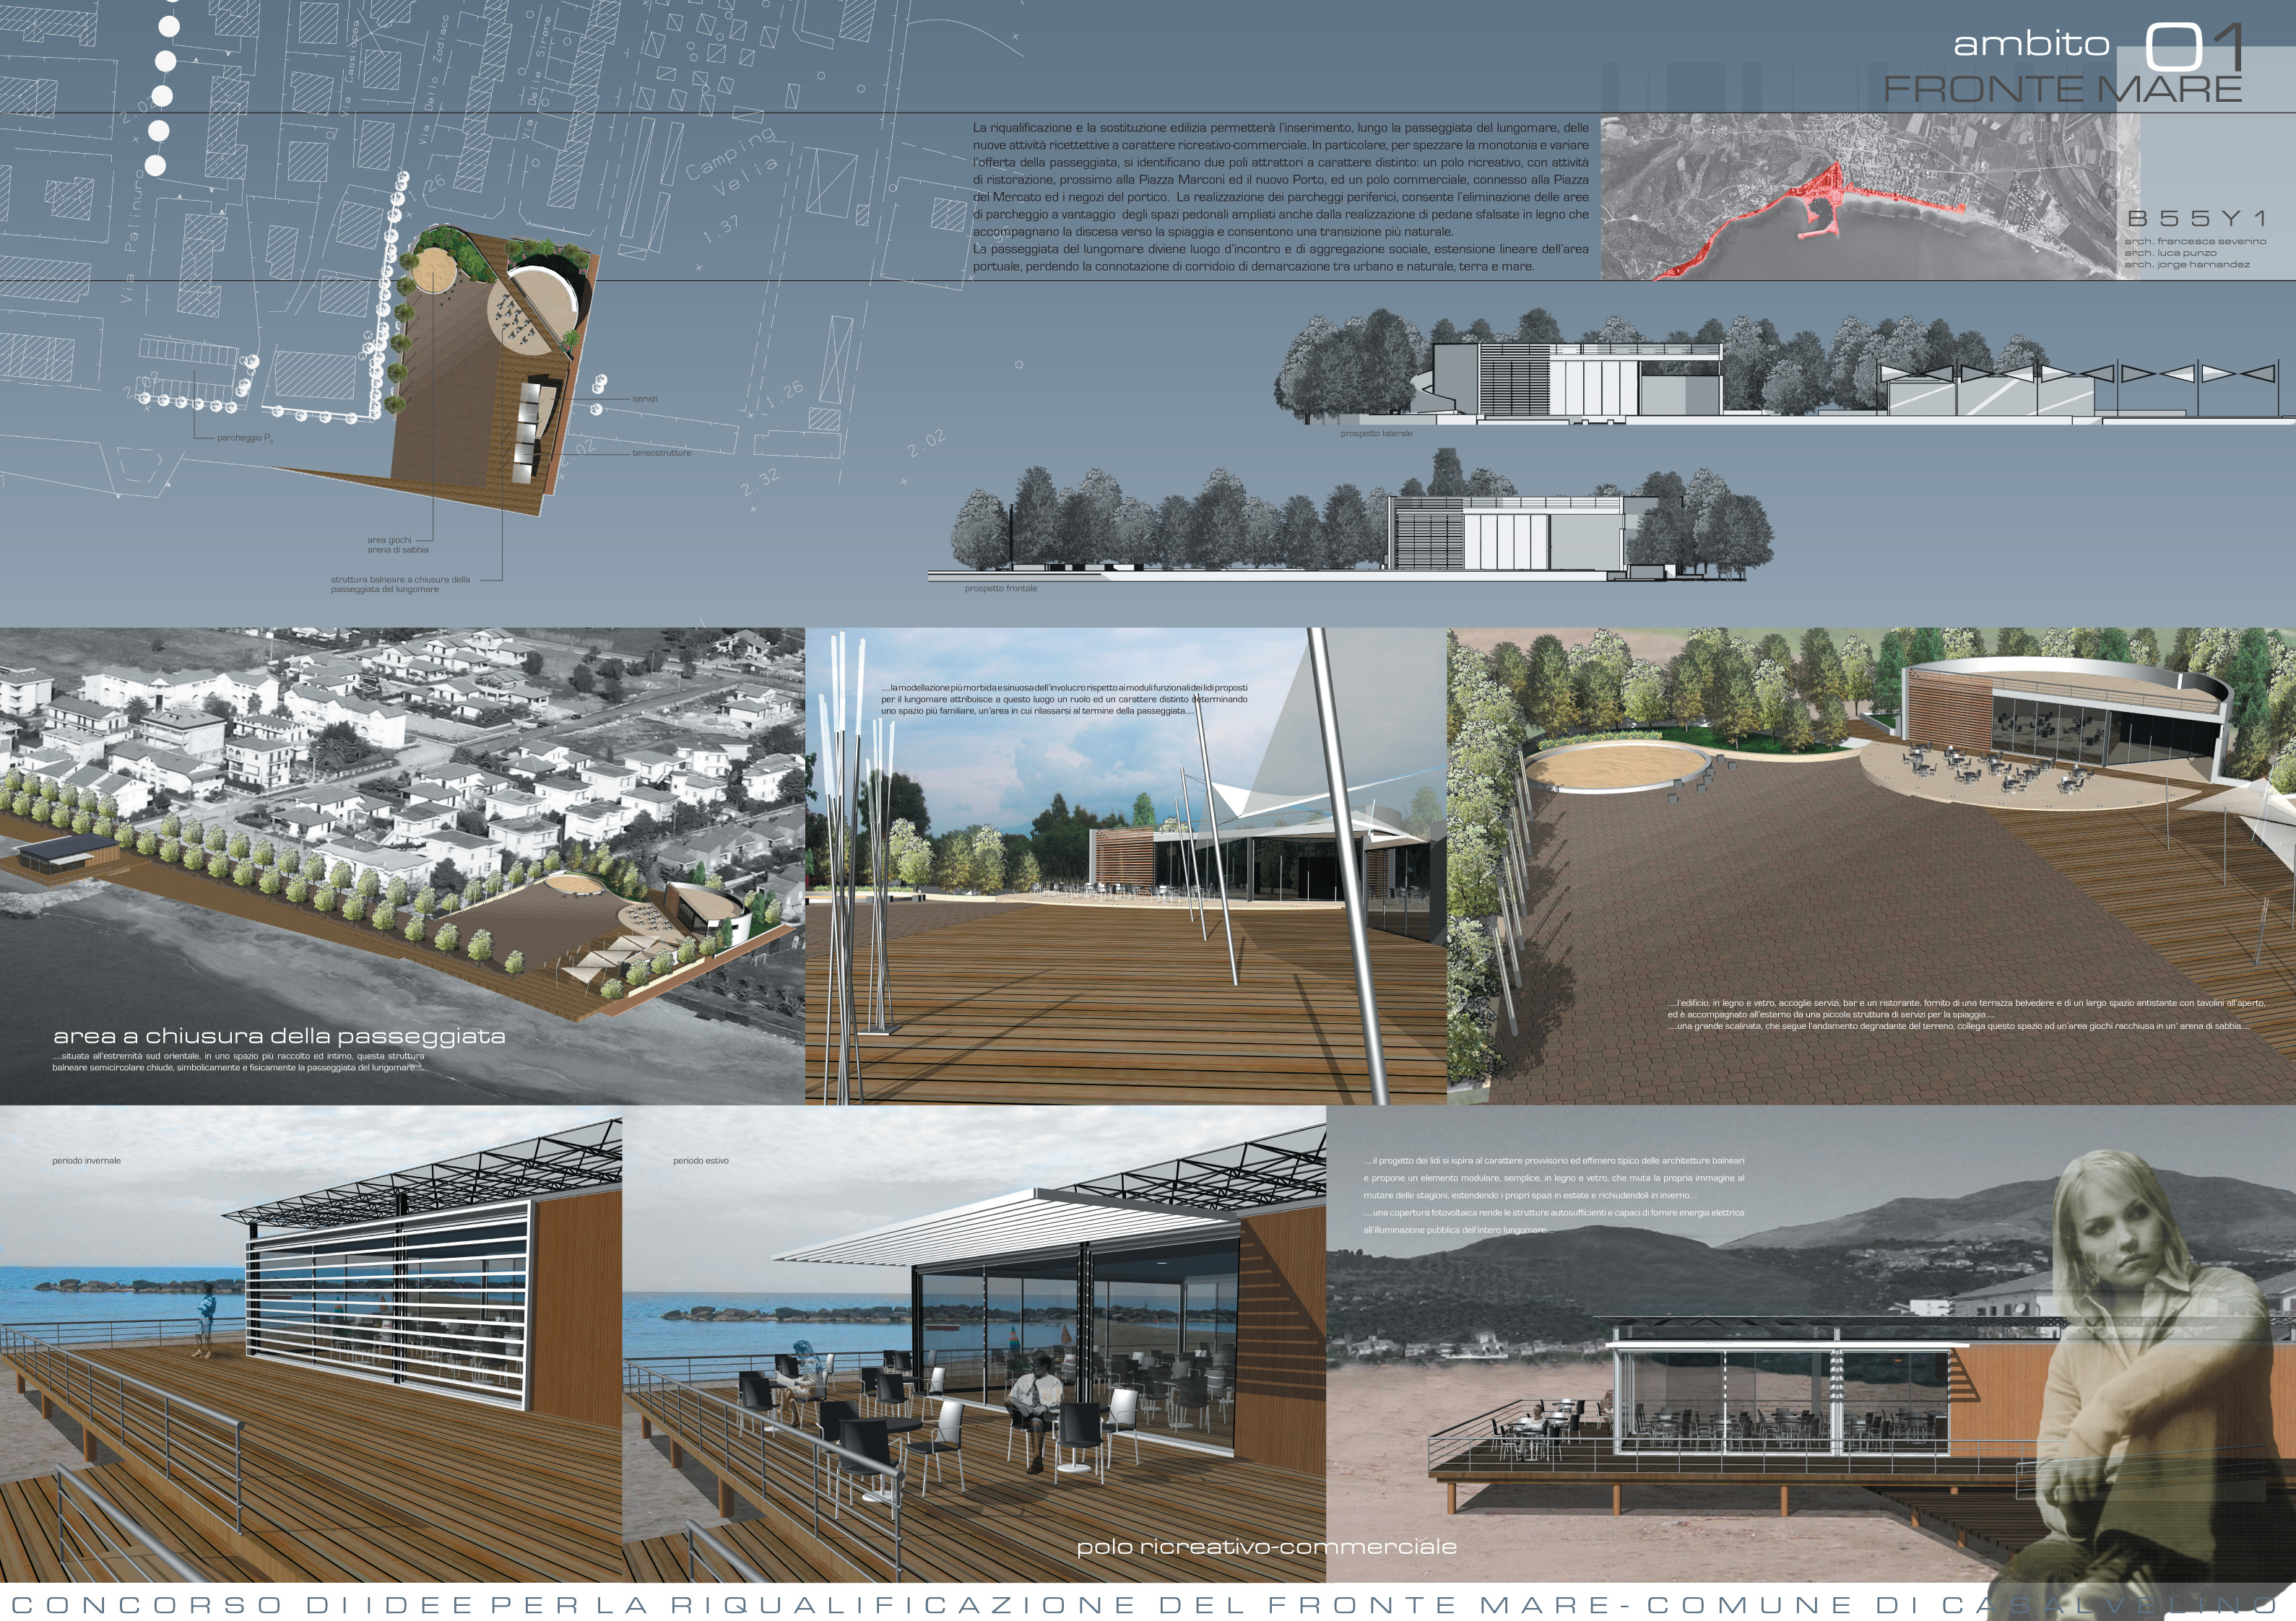 ambito 01
FRONTE MARE
La riqualificazione e la sostituzione edilizia permetterà l'inserimento, lungo la passeggiata del lungomare, delle
nuove attività ricettettive a carattere ricreativo-commerciale. In particolare, per spezzare la monotonia e variare
l'offerta della passeggiata, si identificano due poli attrattori a carattere distinto: un polo ricreativo, con attività
di ristorazione, prossimo alla Piazza Marconi ed il nuovo Porto, ed un polo commerciale, connesso alla Piazza
del Mercato ed i negozi del portico. La realizzazione dei parcheggi periferici, consente l'eliminazione delle aree
di parcheggio a vantaggio degli spazi pedonali ampliati anche dalla realizzazione di pedane sfalsate in legno che
accompagnano la discesa verso la spiaggia e consentono una transizione più naturale.
La passeggiata del lungomare diviene luogo d'incontro e di aggregazione sociale, estensione lineare dell'area
portuale, perdendo la connotazione di corridoio di demarcazione tra urbano e naturale, terra e mare.
B55Y1
arch. francesca severino
arch. luca punzo
arch. jorge harnandez
Via Cassiopea
Via Dello Zodiaco
Via Delle Sirene
Via Palinuro
Camping
Velia
2.02
1.26
1.37
1.26
2.02
2.02
2.02
2.32
servizi
tensostrutture
parcheggio P
area giochi
arena di sabbia
struttura balneare a chiusura della
passeggiata del lungomare
prospetto laterale
prospetto frontale
.....la modellazione più morbida e sinuosa dell'involucro rispetto ai moduli funzionali dei lidi proposti
per il lungomare attribuisce a questo luogo un ruolo ed un carattere distinto determinando
uno spazio più familiare, un'area in cui rilassarsi al termine della passeggiata.....
.....l'edificio, in legno e vetro, accoglie servizi, bar e un ristorante, fornito di una terrazza belvedere e di un largo spazio antistante con tavolini all'aperto,
ed è accompagnato all'esterno da una piccola struttura di servizi per la spiaggia.....
.....una grande scalinata, che segue l'andamento degradante del terreno, collega questo spazio ad un'area giochi racchiusa in un' arena di sabbia.....
area a chiusura della passeggiata
.....situata all'estremità sud orientale, in uno spazio più raccolto ed intimo, questa struttura
balneare semicircolare chiude, simbolicamente e fisicamente la passeggiata del lungomare.....
periodo invernale
periodo estivo
.....il progetto dei lidi si ispira al carattere provvisorio ed effimero tipico delle architetture balneari
e propone un elemento modulare, semplice, in legno e vetro, che muta la propria immagine al
mutare delle stagioni, estendendo i propri spazi in estate e richiudendoli in inverno....
.....una copertura fotovoltaica rende le strutture autosufficienti e capaci di fornire energia elettrica
all'illuminazione pubblica dell'intero lungomare....
polo ricreativo-commerciale
CONCORSO DI IDEE PER LA RIQUALIFICAZIONE DEL FRONTE MARE-COMUNE DI CASALVELINO